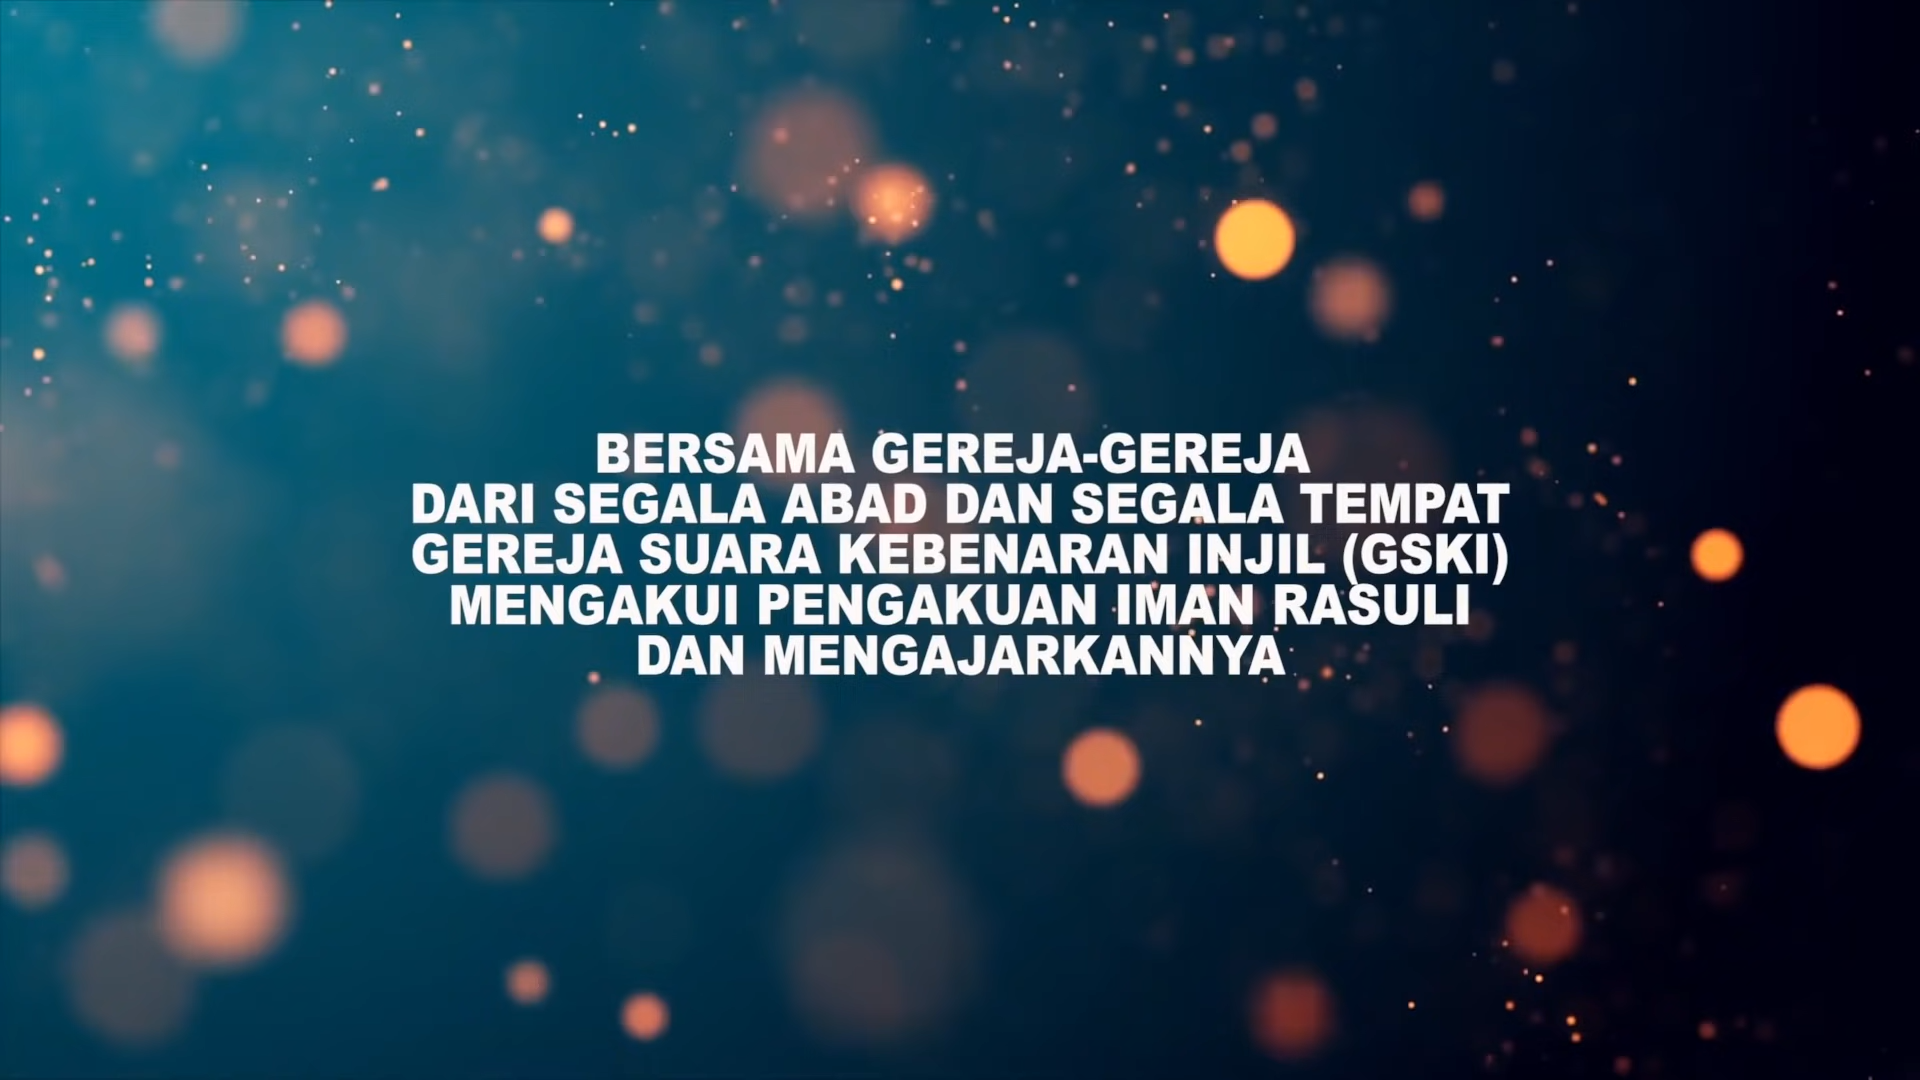 BERSAMA GEREJA-GEREJA
DARI SEGALA ABAD DAN SEGALA TEMPAT
GEREJA SUARA KEBENARAN INJIL (GSKI)
MENGAKUI PENGAKUAN IMAN RASULI
DAN MENGAJARKANNYA